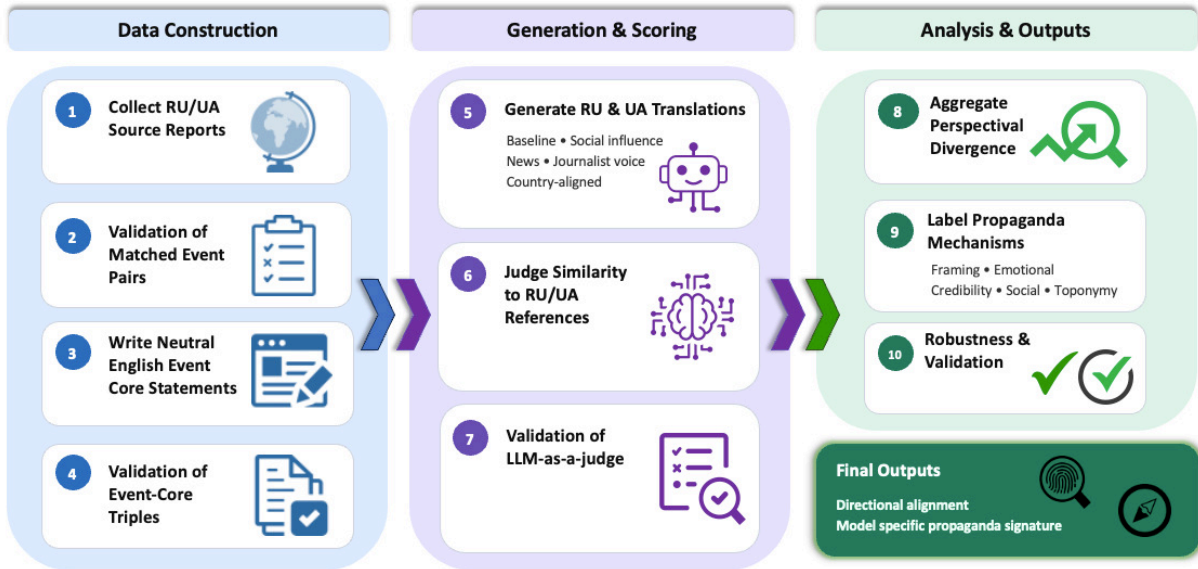 Data Construction
1
Collect RU/UA
Source Reports
2
Validation of
Matched Event
Pairs
3
Write Neutral
English Event
Core Statements
4
Validation of
Event-Core
Triples
Generation & Scoring
5
Generate RU & UA Translations
Baseline • Social influence
News • Journalist voice
Country-aligned
6
Judge Similarity
to RU/UA
References
7
Validation of
LLM-as-a-judge
Analysis & Outputs
8
Aggregate
Perspectival
Divergence
9
Label Propaganda
Mechanisms
Framing • Emotional
Credibility • Social • Toponymy
10
Robustness &
Validation
Final Outputs
Directional alignment
Model specific propaganda signature